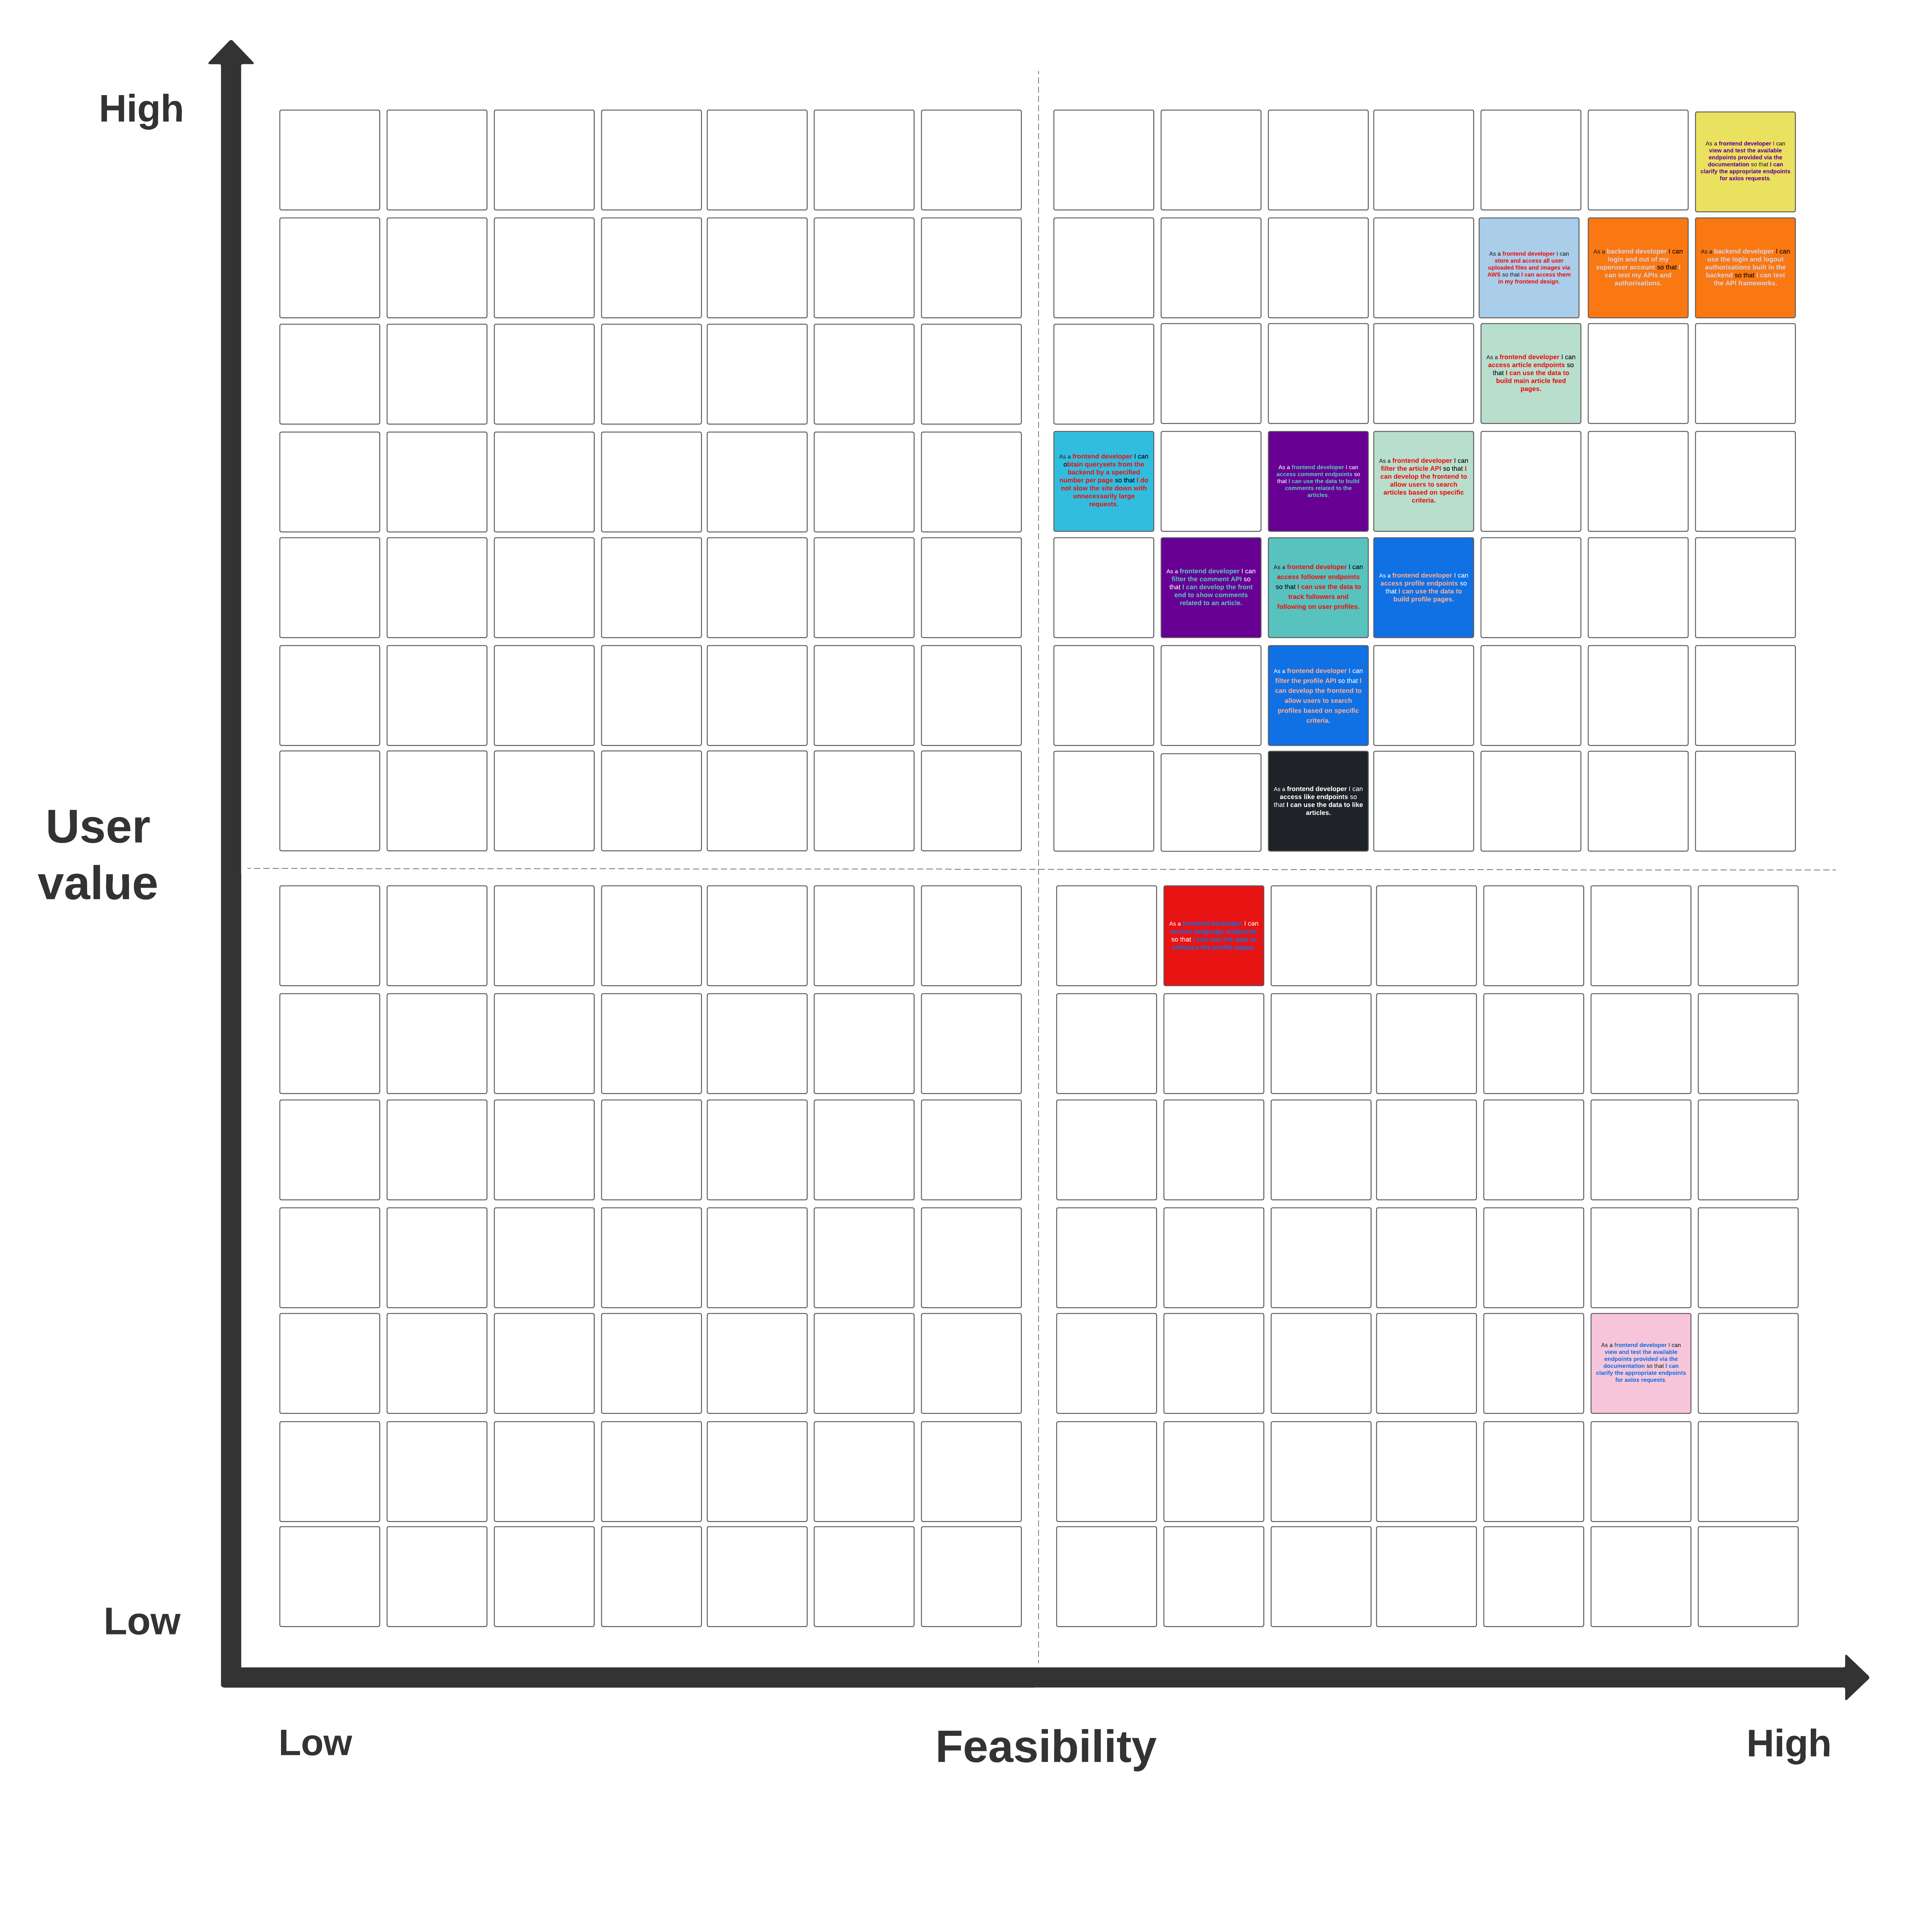 High
As a frontend developer I can
view and test the available
endpoints provided via the
documentation so that I can
clarify the appropriate endpoints
for axios requests.
As a frontend developer I can
store and access all user
uploaded files and images via
AWS so that I can access them
in my frontend design.
As a backend developer I can
login and out of my
superuser account so that I
can test my APIs and
authorisations.
As a backend developer I can
use the login and logout
authorisations built in the
backend so that I can test
the API frameworks.
As a frontend developer I can
access article endpoints so
that I can use the data to
build main article feed
pages.
As a frontend developer I can
obtain querysets from the
backend by a specified
number per page so that I do
not slow the site down with
unnecessarily large
requests.
As a frontend developer I can
access comment endpoints so
that I can use the data to build
comments related to the
articles.
As a frontend developer I can
filter the article API so that I
can develop the frontend to
allow users to search
articles based on specific
criteria.
As a frontend developer I can
filter the comment API so
that I can develop the front
end to show comments
related to an article.
As a frontend developer I can
access follower endpoints
so that I can use the data to
track followers and
following on user profiles.
As a frontend developer I can
access profile endpoints so
that I can use the data to
build profile pages.
As a frontend developer I can
filter the profile API so that I
can develop the frontend to
allow users to search
profiles based on specific
criteria.
As a frontend developer I can
access like endpoints so
that I can use the data to like
articles.
User
value
As a frontend developer I can
endpoints
so that I can use the data to
the profile pages.
As a frontend developer I can
view and test the available
endpoints provided via the
documentation so that I can
clarify the appropriate endpoints
for axios requests.
Low
Low
Feasibility
High